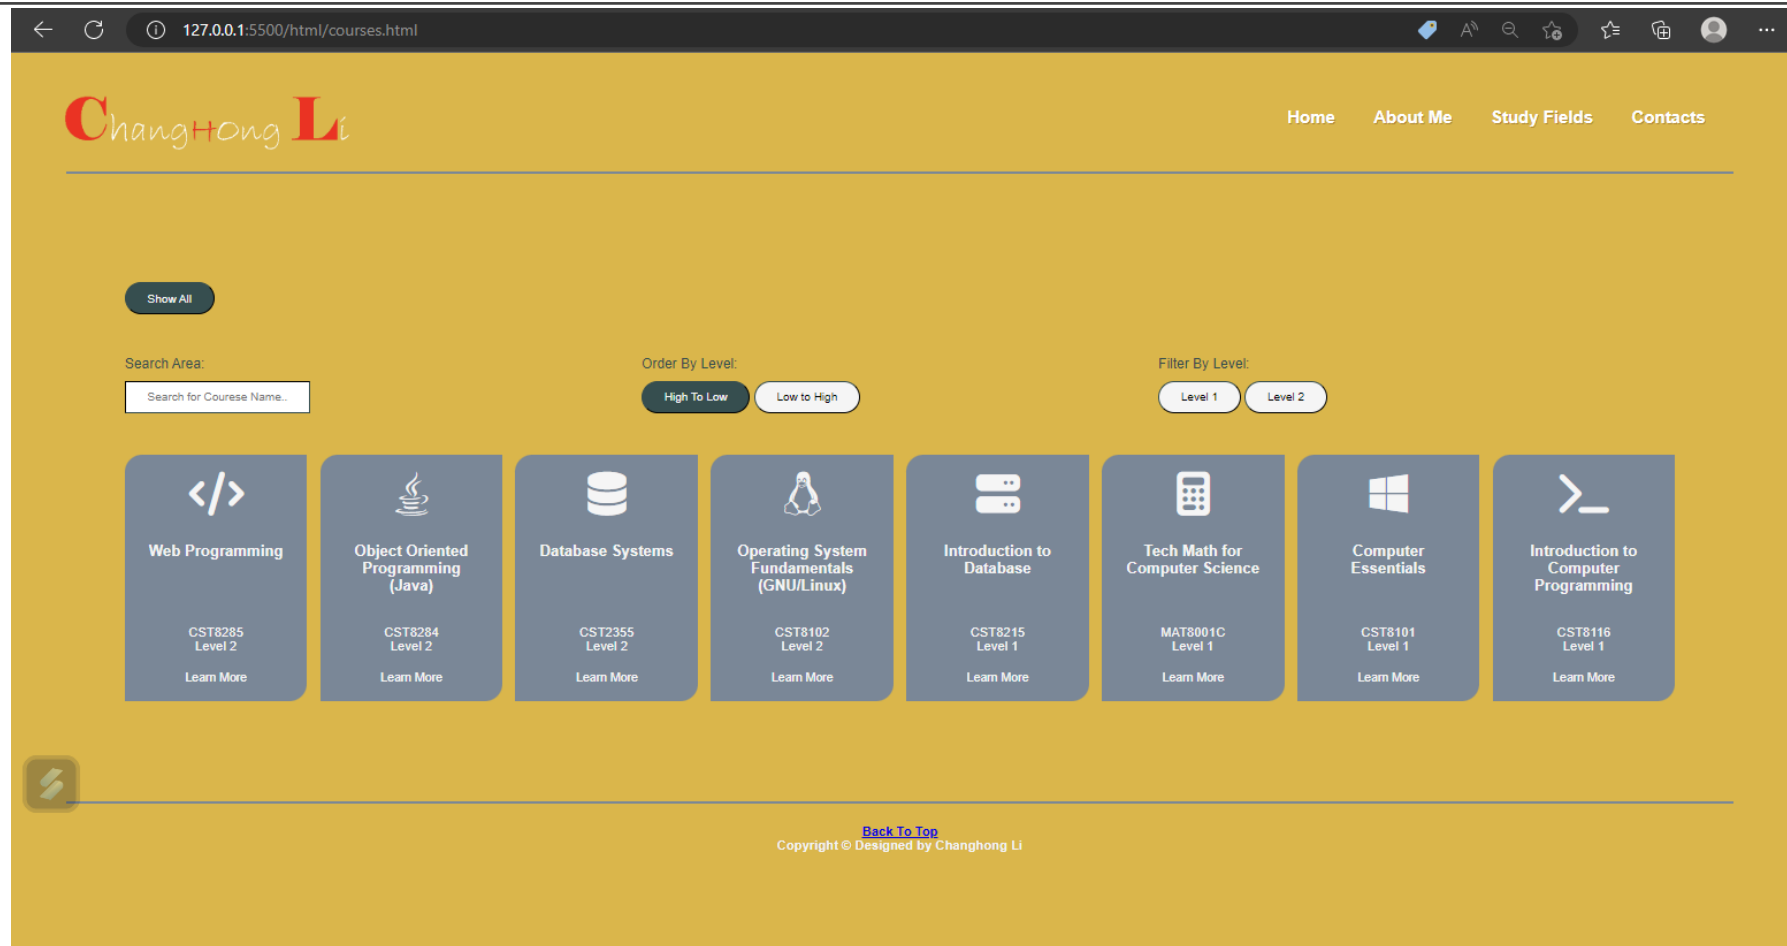 127.0.0.1:5500/html/courses.html
ChangHong Li
Home About Me Study Fields Contacts
Show All
Search Area: Order By Level: Filter By Level:
Search for Courese Name.. High To Low Low to High Level 1 Level 2
Web Programming
CST8285
Level 2
Learn More
Object Oriented
Programming
(Java)
CST8284
Level 2
Learn More
Database Systems
CST2355
Level 2
Learn More
Operating System
Fundamentals
(GNU/Linux)
CST8102
Level 2
Learn More
Introduction to
Database
CST8215
Level 1
Learn More
Tech Math for
Computer Science
MAT8001C
Level 1
Learn More
Computer
Essentials
CST8101
Level 1
Learn More
Introduction to
Computer
Programming
CST8116
Level 1
Learn More
Back To Top
Copyright © Designed by Changhong Li